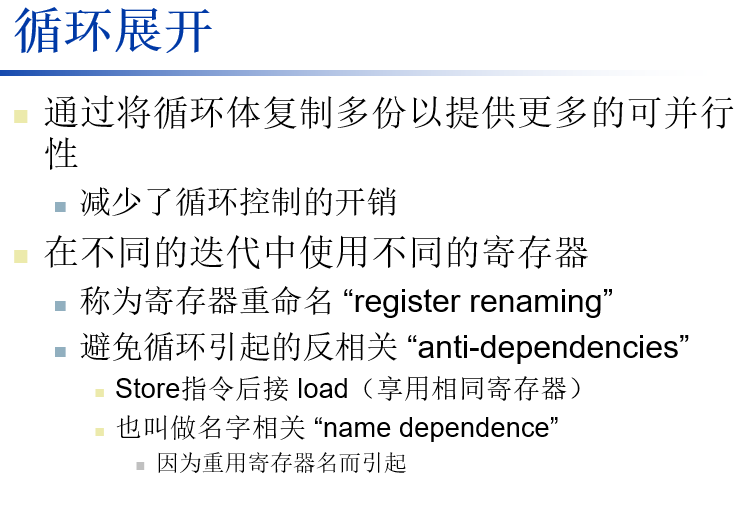 循环展开
通过将循环体复制多份以提供更多的可并行
性
减少了循环控制的开销
在不同的迭代中使用不同的寄存器
称为寄存器重命名 “register renaming”
避免循环引起的反相关 “anti-dependencies”
Store指令后接 load（享用相同寄存器）
也叫做名字相关 “name dependence”
因为重用寄存器名而引起